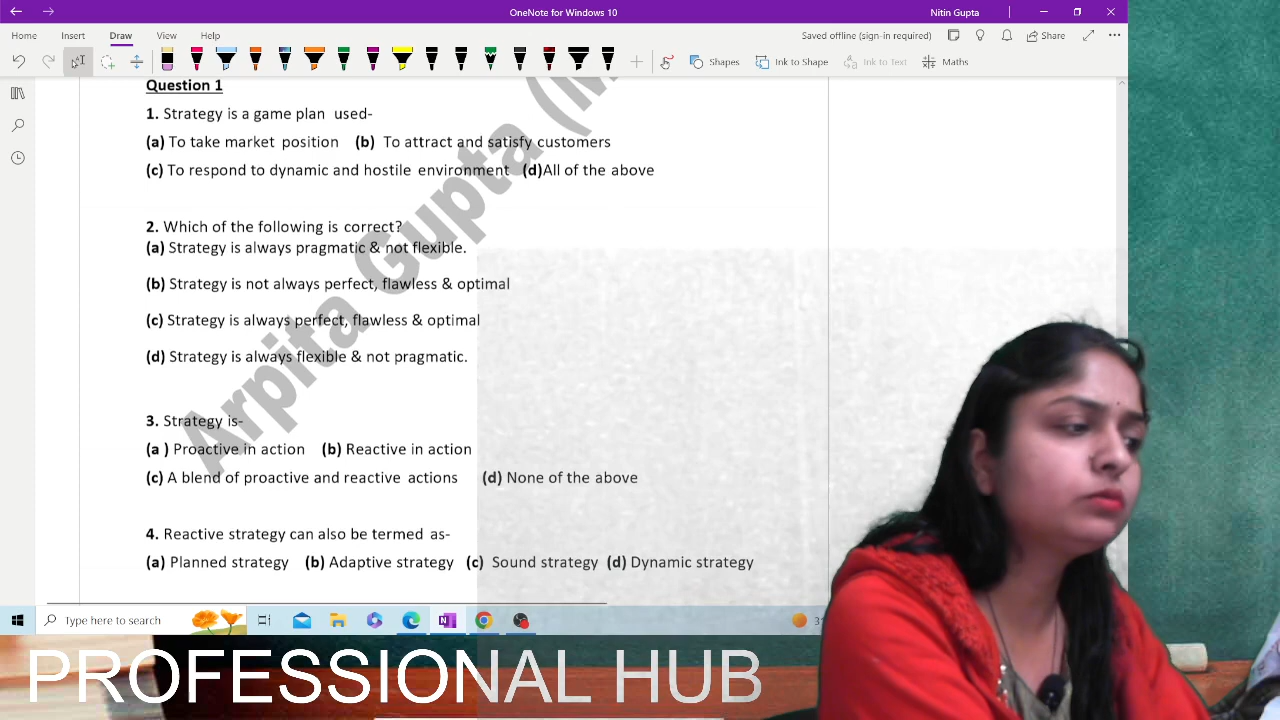 OneNote for Windows 10
Nitin Gupta
Home Insert Draw View Help
Saved offline (sign-in required)
Share
Shapes
Ink to Shape
Ink to Text
Maths
Question 1
1. Strategy is a game plan used-
(a) To take market position (b) To attract and satisfy customers
(c) To respond to dynamic and hostile environment (d)All of the above
2. Which of the following is correct?
(a) Strategy is always pragmatic & not flexible.
(b) Strategy is not always perfect, flawless & optimal
(c) Strategy is always perfect, flawless & optimal
(d) Strategy is always flexible & not pragmatic.
3. Strategy is-
(a ) Proactive in action (b) Reactive in action
(c) A blend of proactive and reactive actions (d) None of the above
4. Reactive strategy can also be termed as-
(a) Planned strategy (b) Adaptive strategy (c) Sound strategy (d) Dynamic strategy
Arpita Gupta (M
Type here to search
PROFESSIONAL HUB